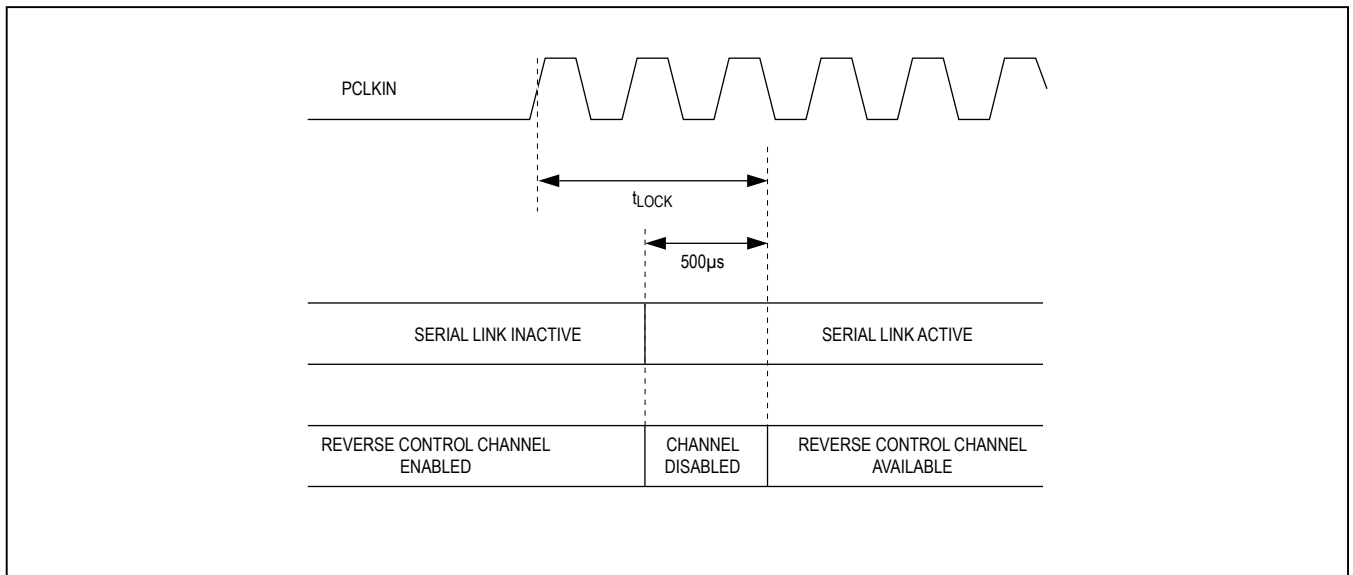 PCLKIN
tLOCK
500µs
SERIAL LINK INACTIVE
SERIAL LINK ACTIVE
REVERSE CONTROL CHANNEL
ENABLED
CHANNEL
DISABLED
REVERSE CONTROL CHANNEL
AVAILABLE